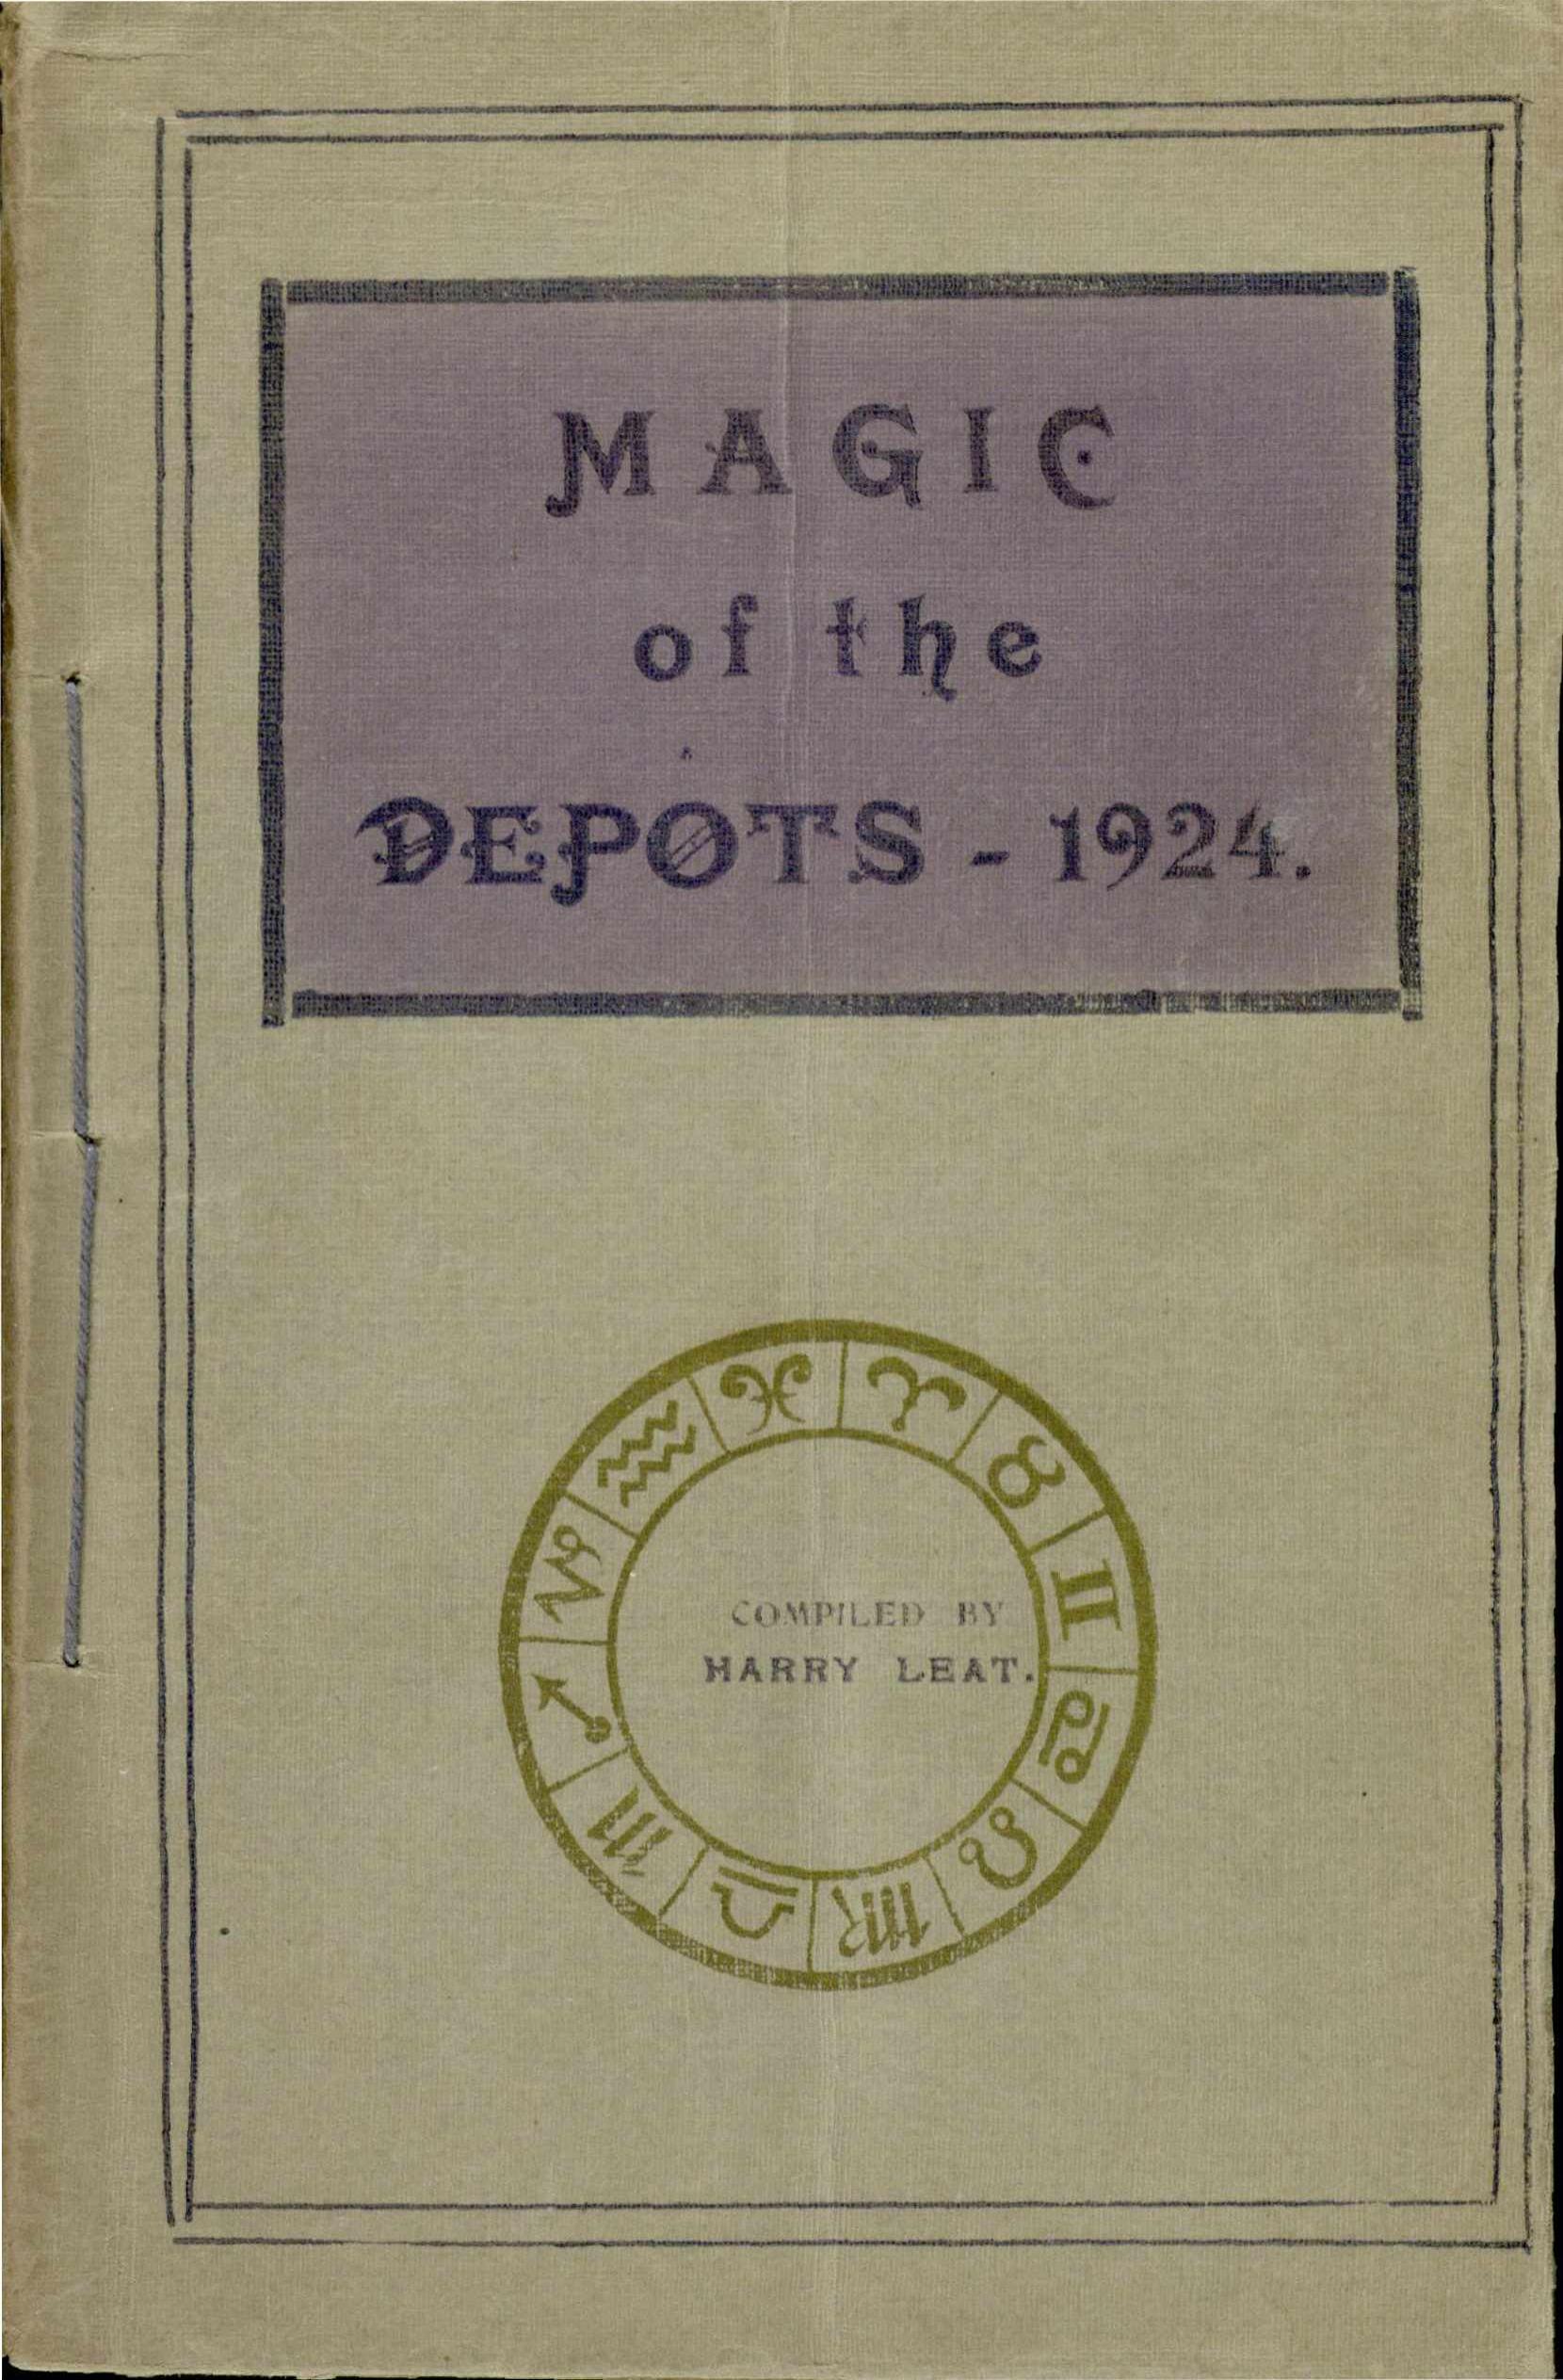 MAGIC
of the
DEPOTS - 1924.
COMPILED BY
HARRY LEAT.